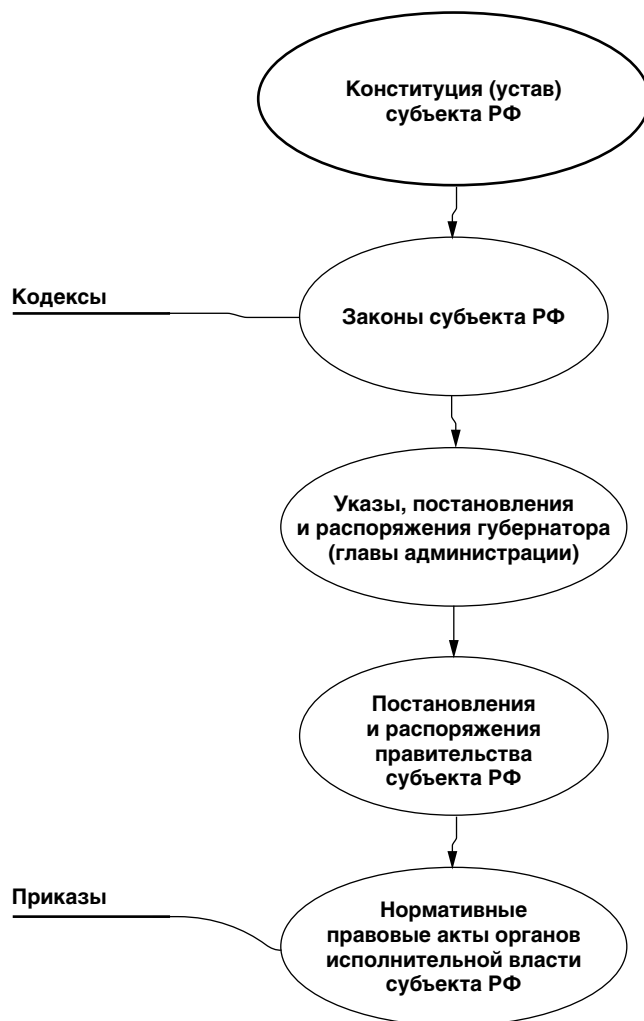 Конституция (устав)
субъекта РФ
Кодексы
Законы субъекта РФ
Указы, постановления
и распоряжения губернатора
(главы администрации)
Постановления
и распоряжения
правительства
субъекта РФ
Приказы
Нормативные
правовые акты органов
исполнительной власти
субъекта РФ